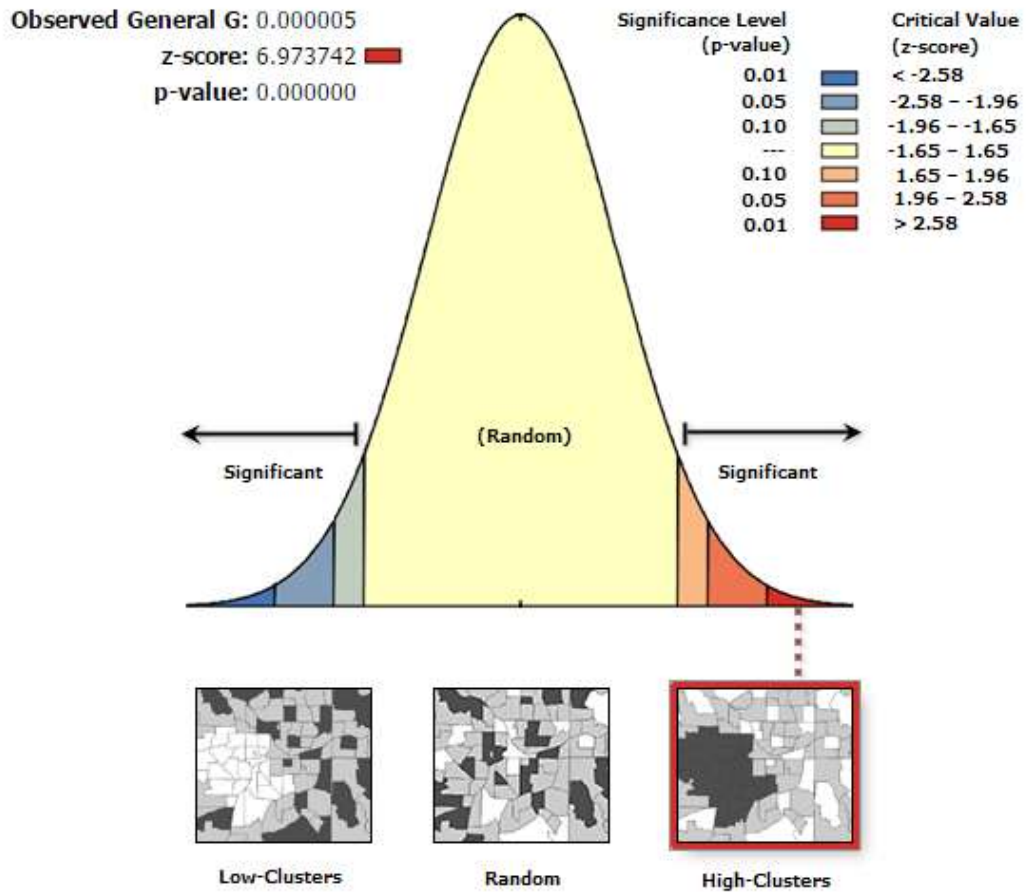 Observed General G: 0.000005
z-score: 6.973742
p-value: 0.000000
Significance Level
(p-value)
Critical Value
(z-score)
0.01 < -2.58
0.05 -2.58 – -1.96
0.10 -1.96 – -1.65
--- -1.65 – 1.65
0.10 1.65 – 1.96
0.05 1.96 – 2.58
0.01 > 2.58
(Random)
Significant
Significant
Low-Clusters
Random
High-Clusters